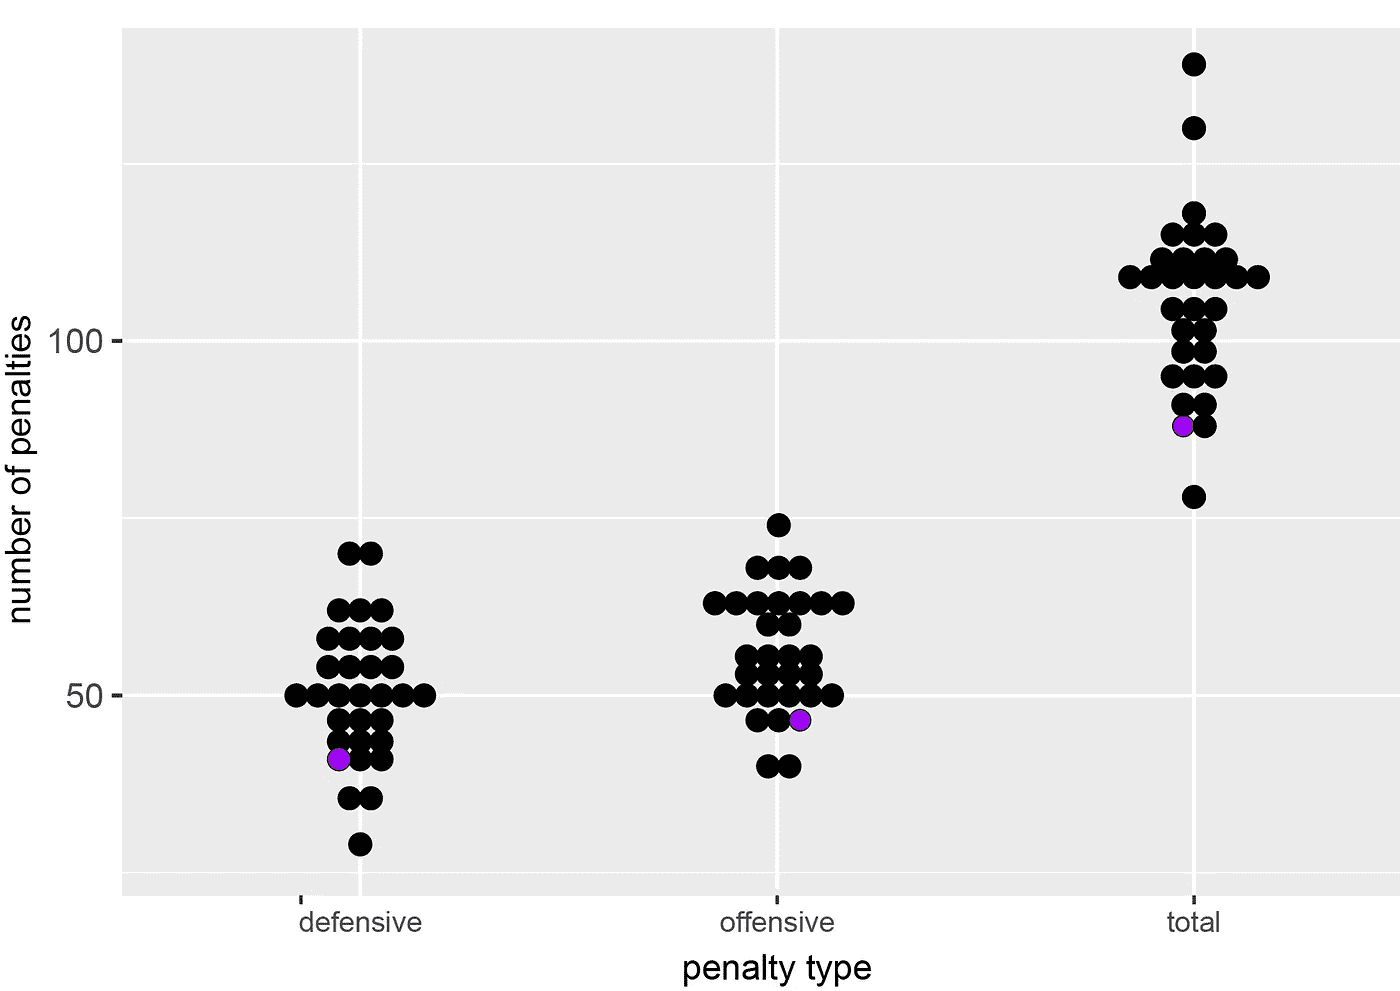 number of penalties
100
50
defensive
offensive
total
penalty type